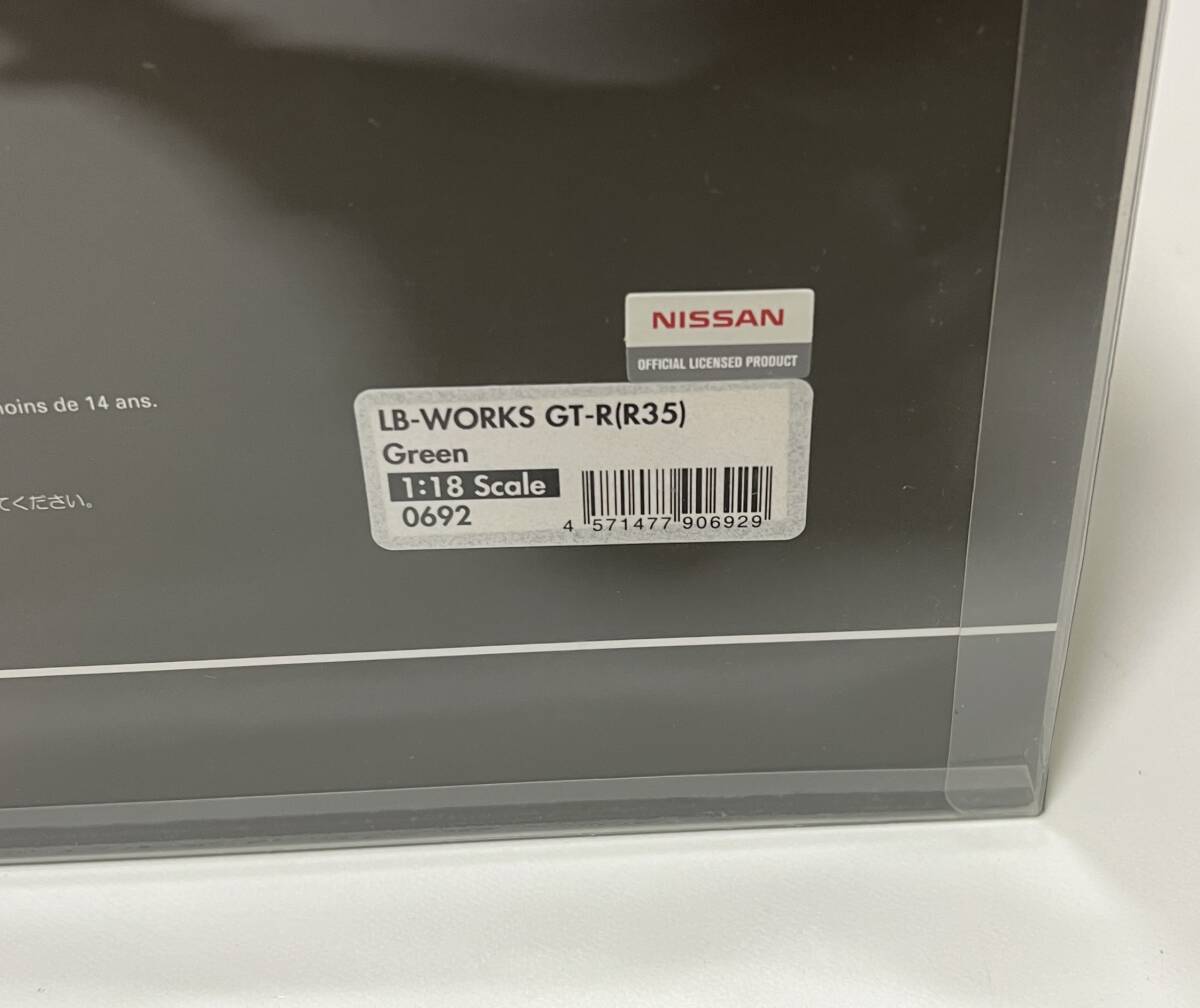 NISSAN
OFFICIAL LICENSED PRODUCT
moins de 14 ans.
LB-WORKS GT-R(R35)
Green
1:18 Scale
てください。
0692
4 571477 906929